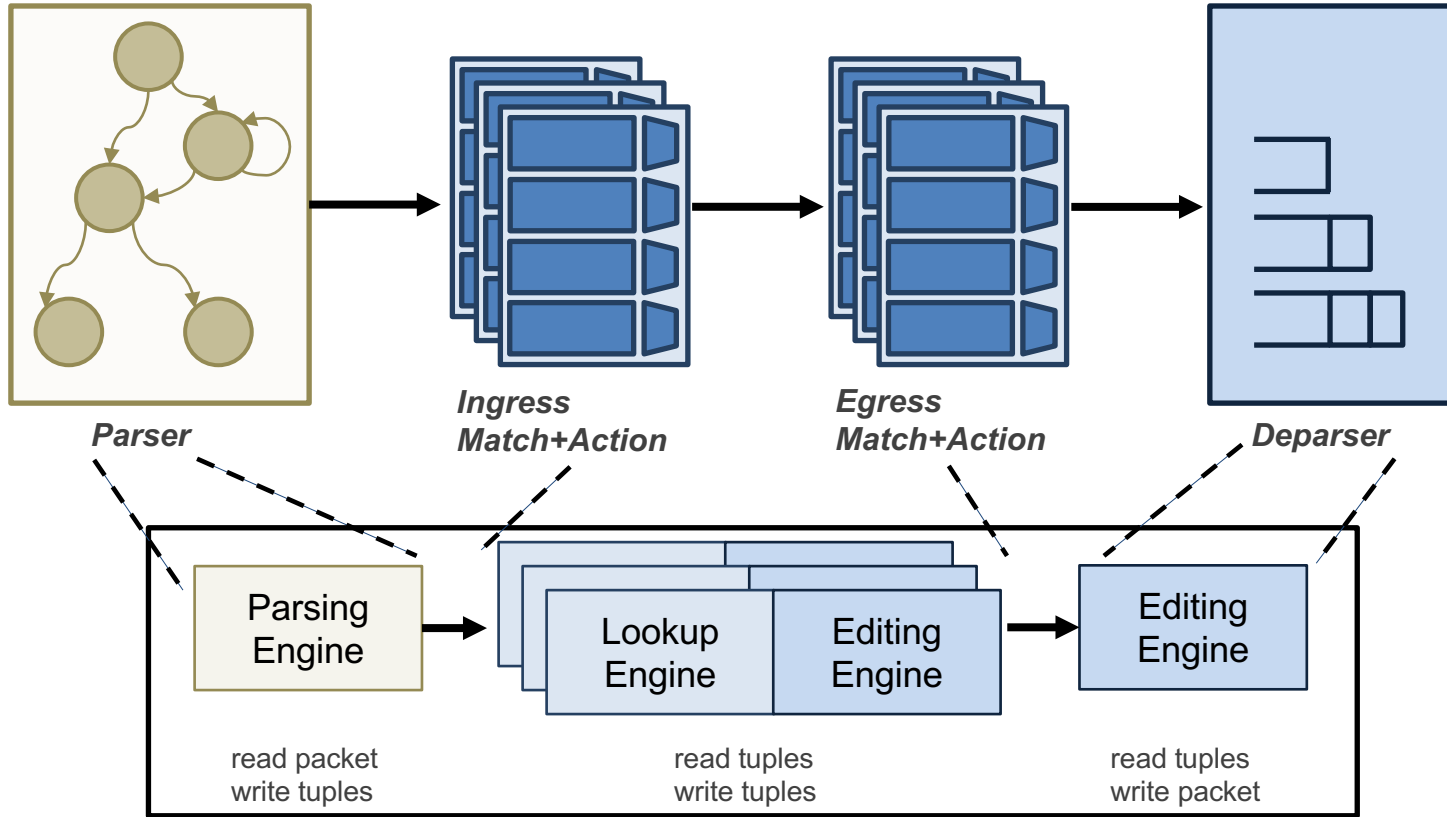 Parser
Ingress
Match+Action
Egress
Match+Action
Deparser
Parsing
Engine
Lookup
Engine
Editing
Engine
Editing
Engine
read packet
write tuples
read tuples
write tuples
read tuples
write packet